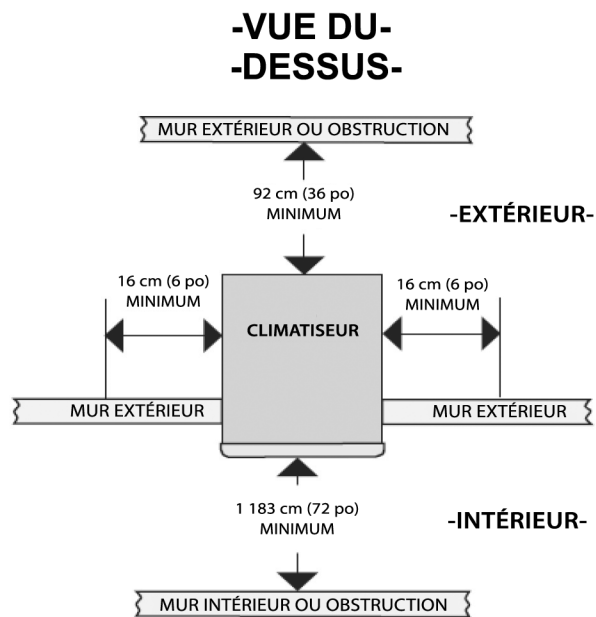 -VUE DU-
-DESSUS-
MUR EXTÉRIEUR OU OBSTRUCTION
92 cm (36 po)
MINIMUM
-EXTÉRIEUR-
16 cm (6 po)
MINIMUM
16 cm (6 po)
MINIMUM
CLIMATISEUR
MUR EXTÉRIEUR
MUR EXTÉRIEUR
1 183 cm (72 po)
MINIMUM
-INTÉRIEUR-
MUR INTÉRIEUR OU OBSTRUCTION